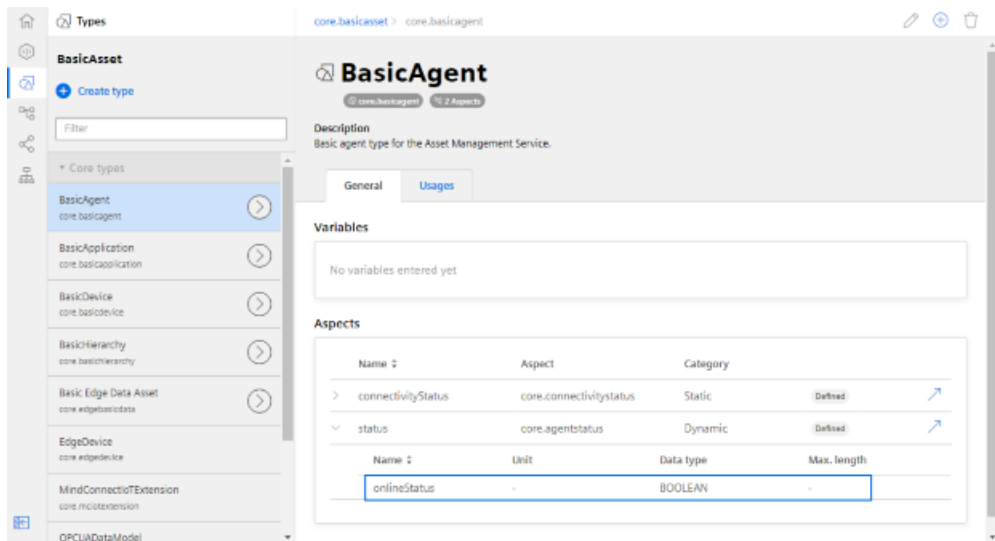 Types
BasicAsset
Create type
Filter
Core types
BasicAgent
core.basicagent
BasicApplication
core.basicapplication
BasicDevice
core.basicdevice
BasicHierarchy
core.basichierarchy
Basic Edge Data Asset
core.edgebasicdata
EdgeDevice
core.edgedevice
MindConnectIoTExtension
core.mciotextension
OPCUADataModel
core.basicasset > core.basicagent
BasicAgent
core.basicagent 2 Aspects
Description
Basic agent type for the Asset Management Service.
General Usages
Variables
No variables entered yet
Aspects
Name Aspect Category
connectivityStatus core.connectivitystatus Static Defined
status core.agentstatus Dynamic Defined
Name Unit Data type Max. length
onlineStatus - BOOLEAN -